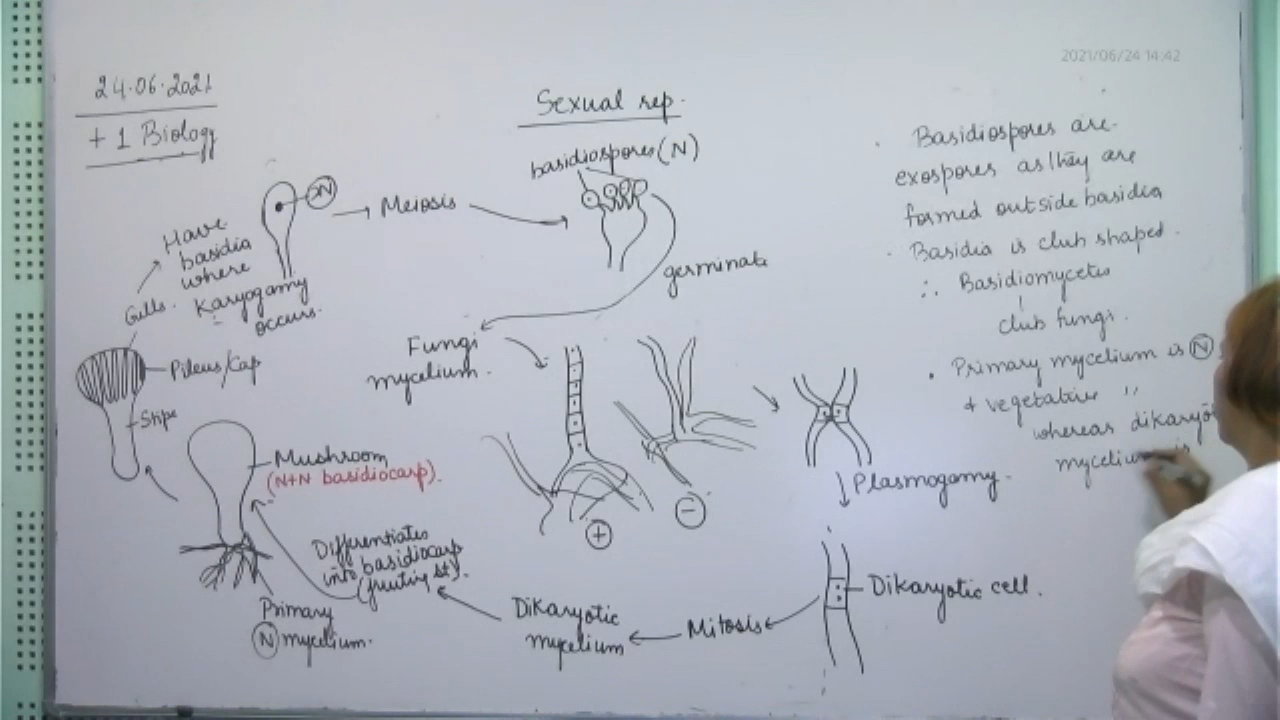 2021/06/24 14:42
24.06.2021
+ 1 Biology
Sexual rep.
basidiospores (N)
2N
Meiosis
germinate
Have
basidia
where
Karyogamy
occurs.
Gills.
Pileus/Cap
Stipe
Mushroom
(N+N basidiocarp).
Primary
N mycelium.
Fungi
mycelium.
+
-
Plasmogamy.
Dikaryotic cell.
Mitosis
Dikaryotic
mycelium
Differentiates
into basidiocarp
(fruiting st).
Basidiospores are
exospores as they are
formed outside basidia
Basidia is club shaped.
∴ Basidiomycetes
club fungi.
Primary mycelium is N
+ vegetative "
whereas dikaryo
mycelium is